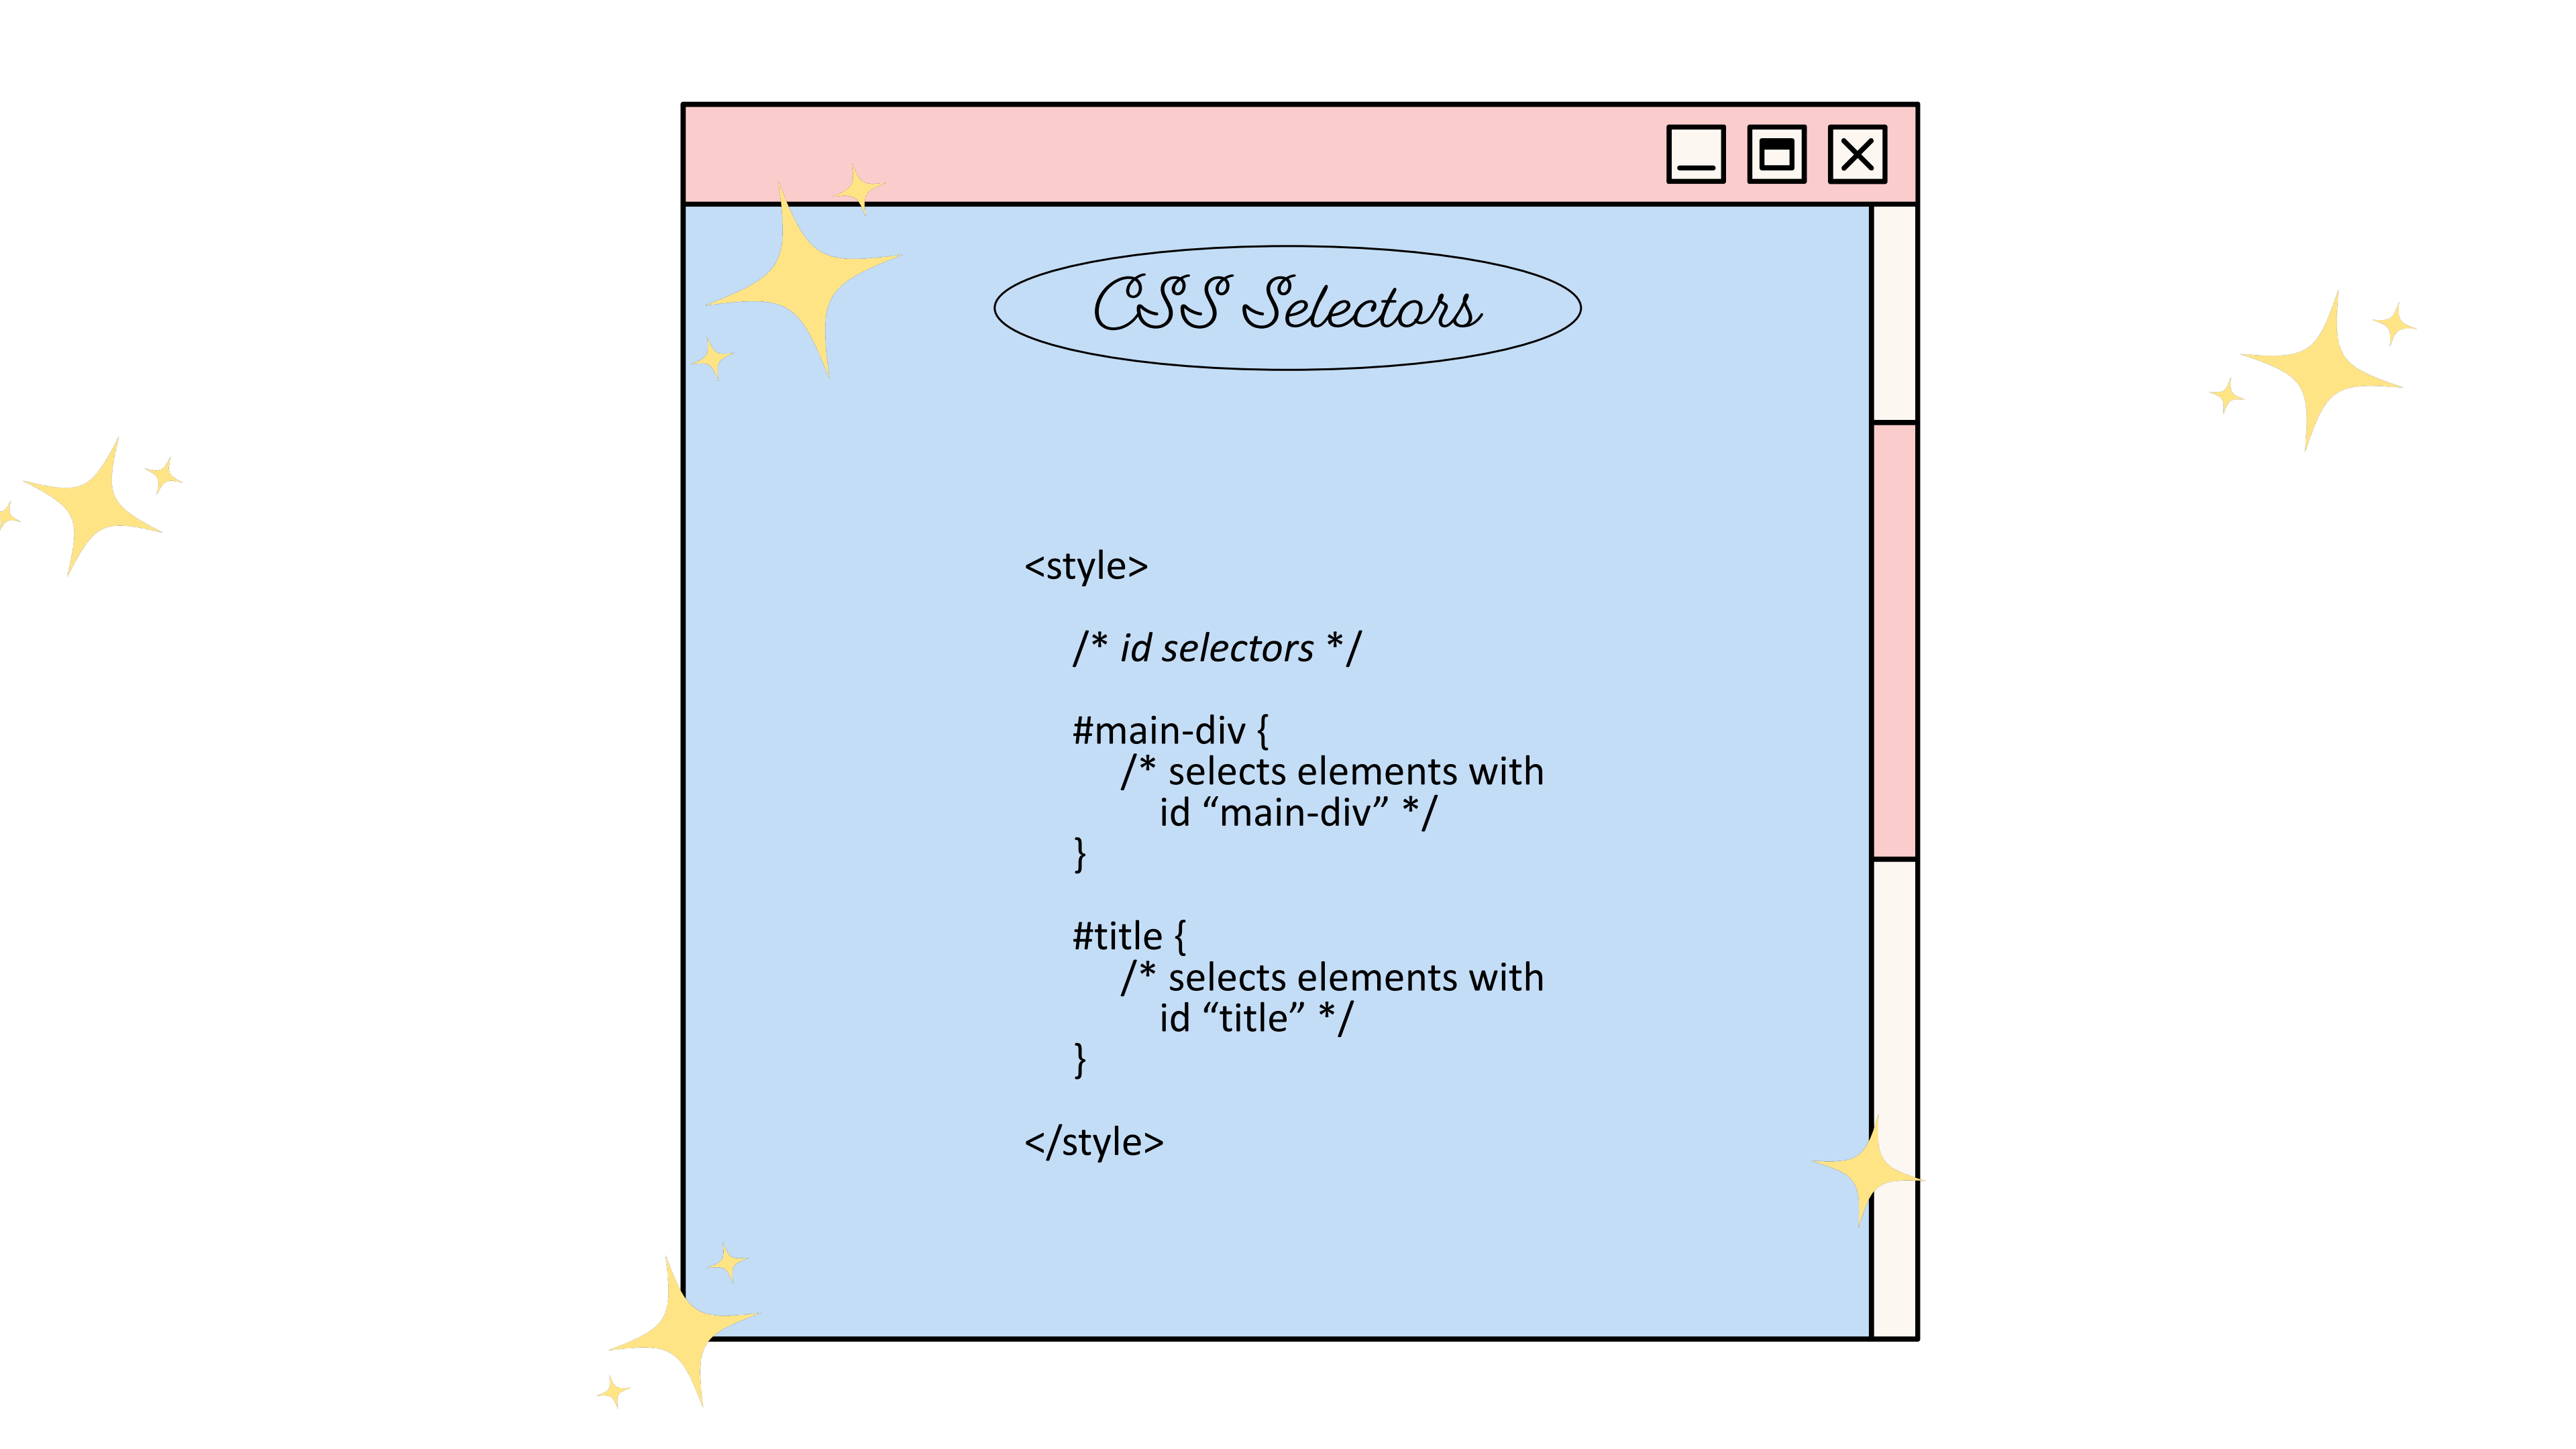 CSS Selectors
<style>
/* id selectors */
#main-div {
/* selects elements with
id “main-div” */
}
#title {
/* selects elements with
id “title” */
}
</style>